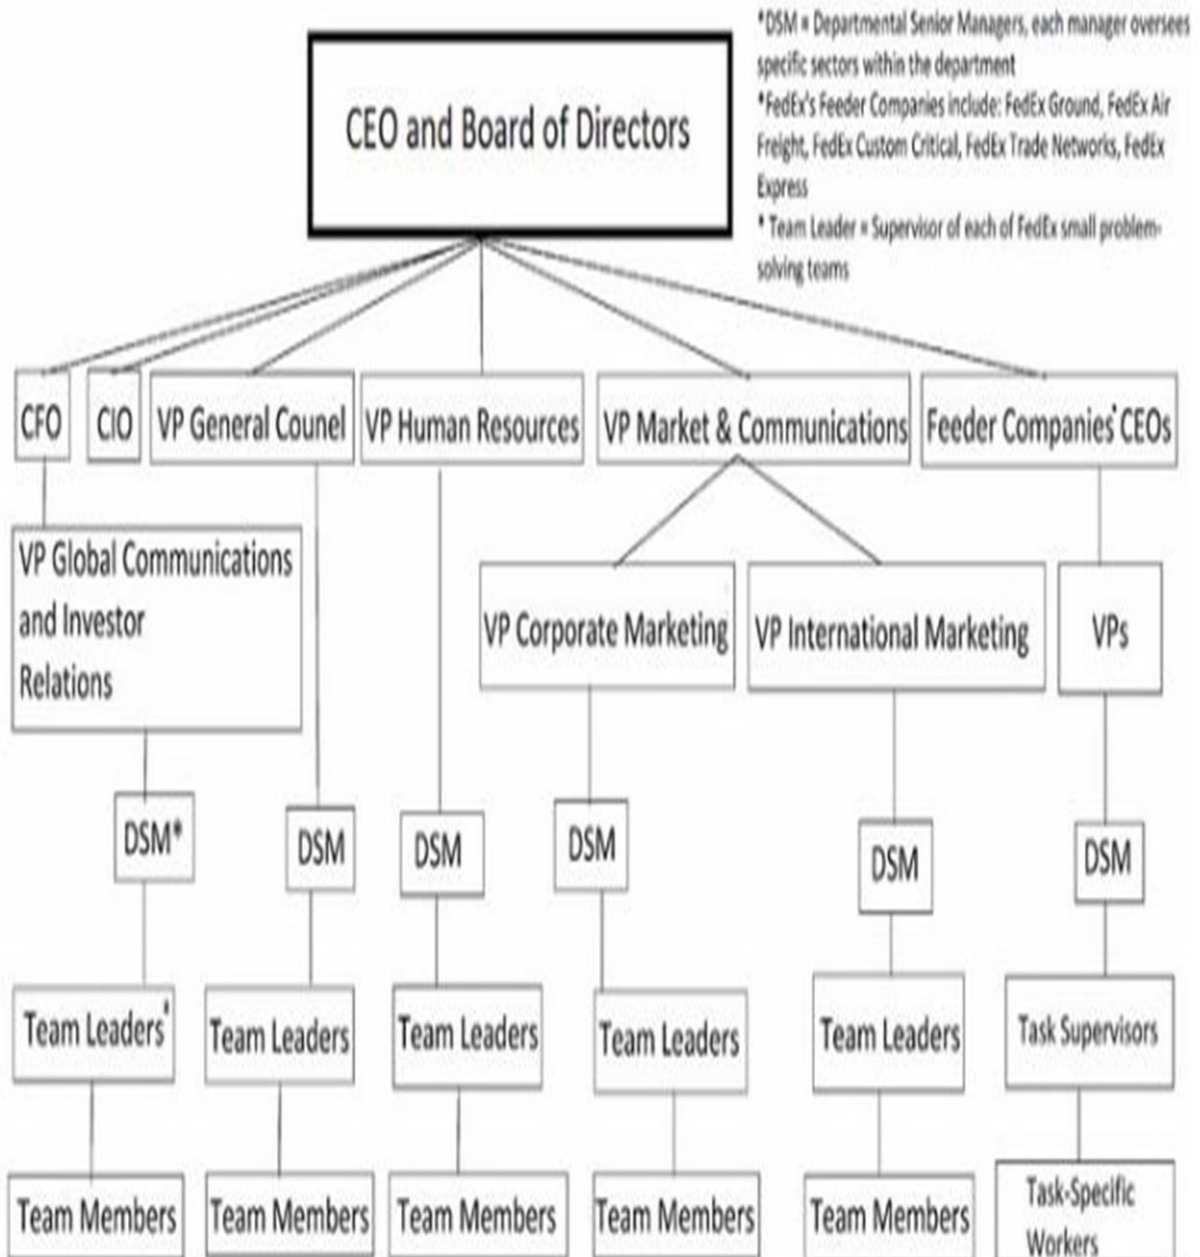 *DSM = Departmental Senior Managers, each manager oversees
specific sectors within the department
*FedEx's Feeder Companies include: FedEx Ground, FedEx Air
Freight, FedEx Custom Critical, FedEx Trade Networks, FedEx
Express
* Team Leader = Supervisor of each of FedEx small problem-
solving teams
CEO and Board of Directors
CFO
CIO
VP General Counel
VP Human Resources
VP Market & Communications
Feeder Companies* CEOs
VP Global Communications
and Investor
Relations
VP Corporate Marketing
VP International Marketing
VPs
DSM*
DSM
DSM
DSM
DSM
DSM
Team Leaders*
Team Leaders
Team Leaders
Team Leaders
Team Leaders
Task Supervisors
Team Members
Team Members
Team Members
Team Members
Team Members
Task-Specific
Workers